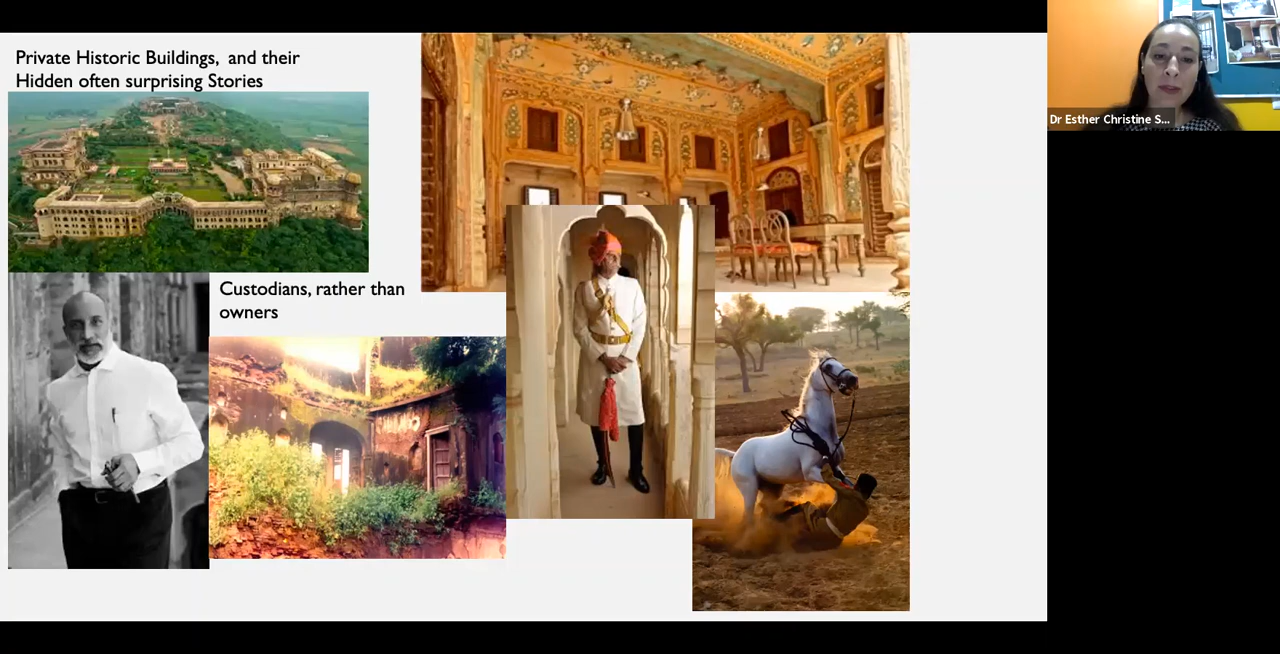 Private Historic Buildings, and their
Hidden often surprising Stories
Custodians, rather than
owners
Dr Esther Christine S...